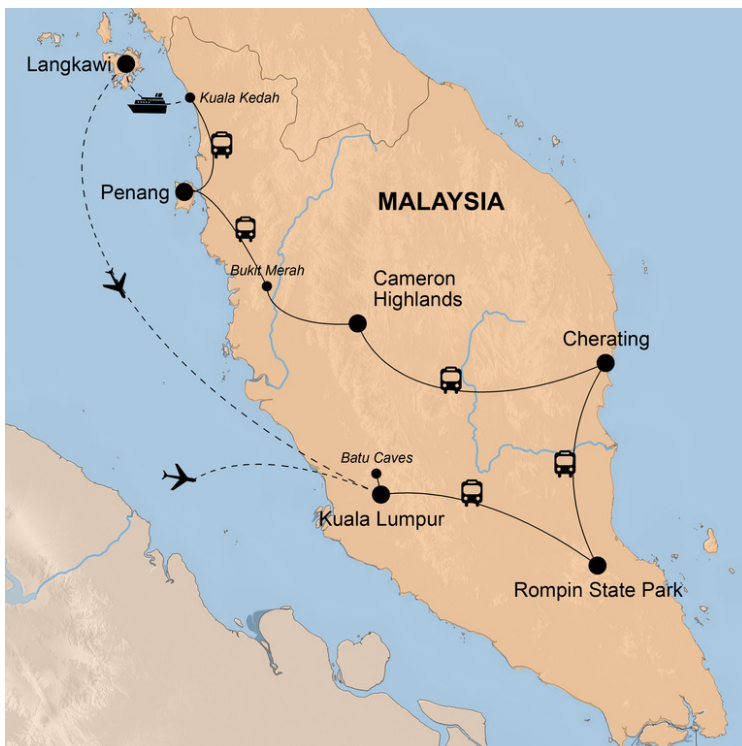 Langkawi
Kuala Kedah
Penang
MALAYSIA
Bukit Merah
Cameron
Highlands
Cherating
Batu Caves
Kuala Lumpur
Rompin State Park